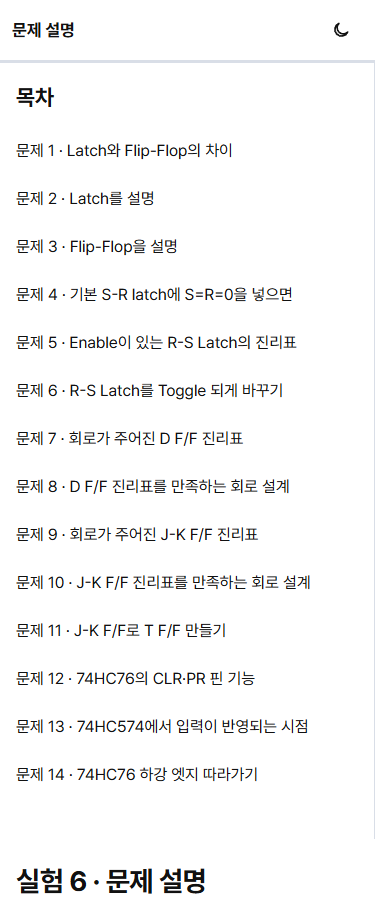 문제 설명
목차
문제 1 · Latch와 Flip-Flop의 차이
문제 2 · Latch를 설명
문제 3 · Flip-Flop을 설명
문제 4 · 기본 S-R latch에 S=R=0을 넣으면
문제 5 · Enable이 있는 R-S Latch의 진리표
문제 6 · R-S Latch를 Toggle 되게 바꾸기
문제 7 · 회로가 주어진 D F/F 진리표
문제 8 · D F/F 진리표를 만족하는 회로 설계
문제 9 · 회로가 주어진 J-K F/F 진리표
문제 10 · J-K F/F 진리표를 만족하는 회로 설계
문제 11 · J-K F/F로 T F/F 만들기
문제 12 · 74HC76의 CLR·PR 핀 기능
문제 13 · 74HC574에서 입력이 반영되는 시점
문제 14 · 74HC76 하강 엣지 따라가기
실험 6 · 문제 설명